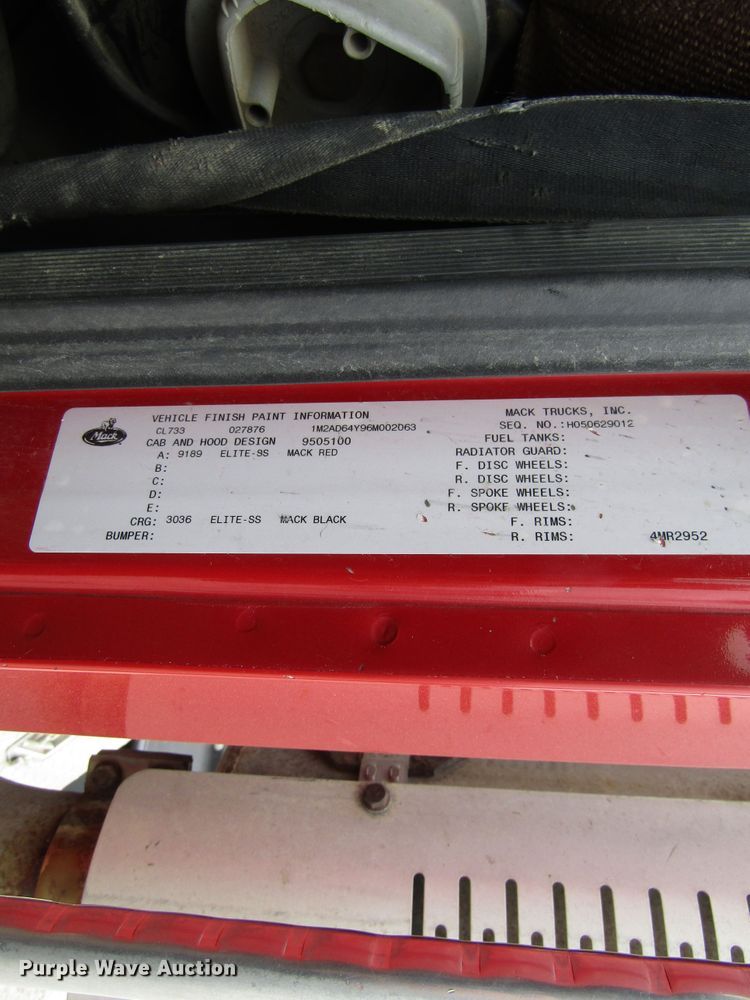 Mack
VEHICLE FINISH PAINT INFORMATION
CL733 027876 1M2AD64Y96M002063
CAB AND HOOD DESIGN 9505100
A: 9189 ELITE-SS MACK RED
B:
C:
D:
E:
CRG: 3036 ELITE-SS MACK BLACK
BUMPER:
MACK TRUCKS, INC.
SEQ. NO.:H050629012
FUEL TANKS:
RADIATOR GUARD:
F. DISC WHEELS:
R. DISC WHEELS:
F. SPOKE WHEELS:
R. SPOKE WHEELS:
F. RIMS:
R. RIMS:
4MR2952
Purple Wave Auction